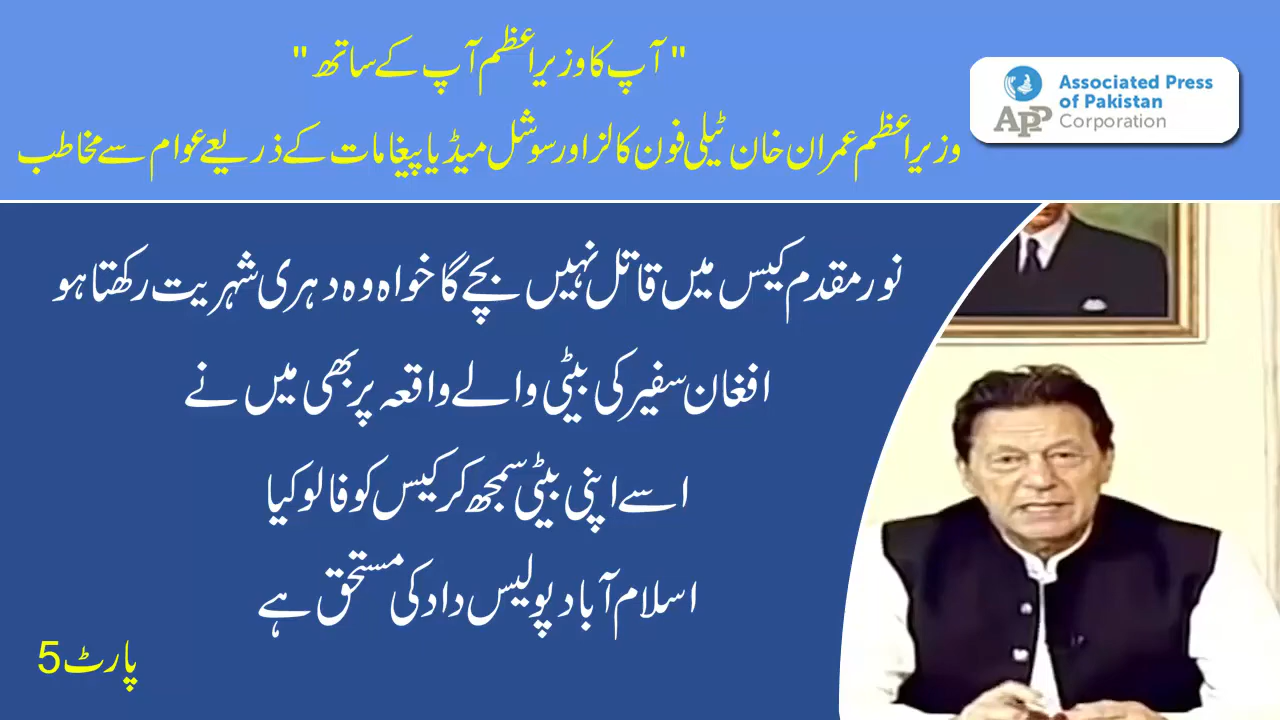 "آپ کا وزیراعظم آپ کے ساتھ"
وزیراعظم عمران خان ٹیلی فون کالز اور سوشل میڈیا پیغامات کے ذریعے عوام سے مخاطب
Associated Press
of Pakistan
Corporation
APP
نور مقدم کیس میں قاتل نہیں بچے گا خواہ وہ دہری شہریت رکھتا ہو
افغان سفیر کی بیٹی والے واقعہ پر بھی میں نے
اسے اپنی بیٹی سمجھ کر کیس کو فالو کیا
اسلام آباد پولیس داد کی مستحق ہے
پارٹ 5